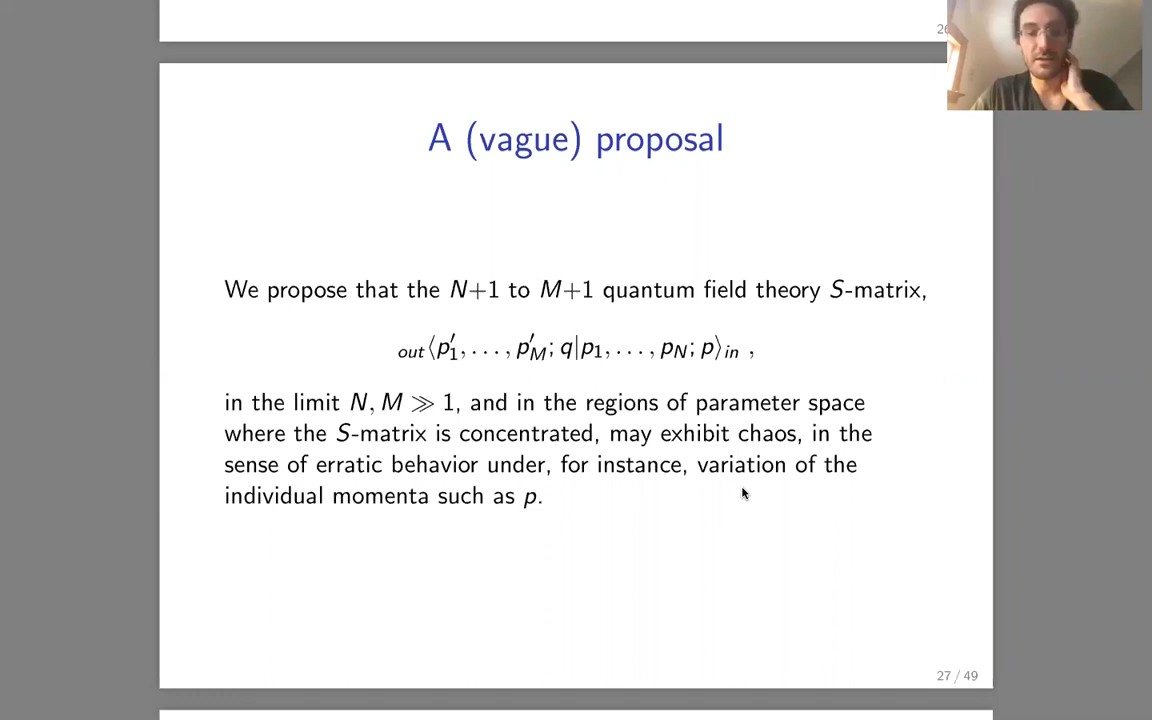 A (vague) proposal
We propose that the N+1 to M+1 quantum field theory S-matrix,
out⟨p′1, . . . , p′M; q|p1, . . . , pN; p⟩in ,
in the limit N, M ≫ 1, and in the regions of parameter space
where the S-matrix is concentrated, may exhibit chaos, in the
sense of erratic behavior under, for instance, variation of the
individual momenta such as p.
27 / 49